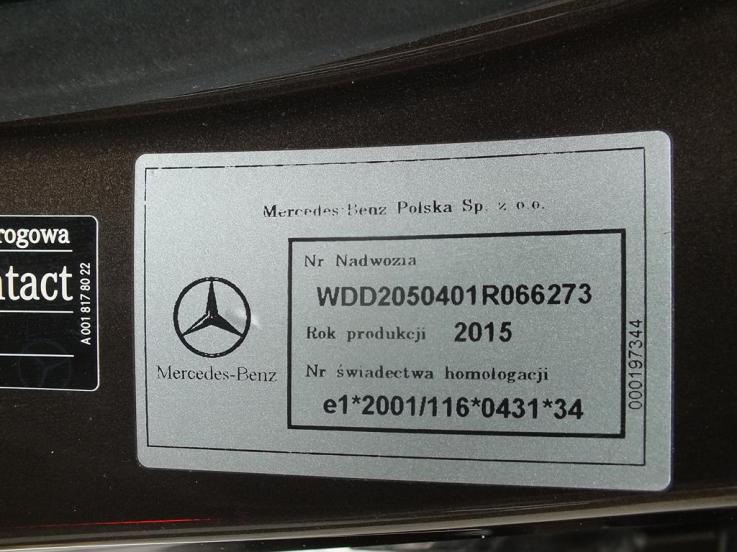 rogowa
ntact
A 001 817 80 22
Mercedes-Benz Polska Sp. z o.o.
Nr Nadwozia
WDD2050401R066273
Rok produkcji 2015
Nr świadectwa homologacji
e1*2001/116*0431*34
Mercedes-Benz
000197344